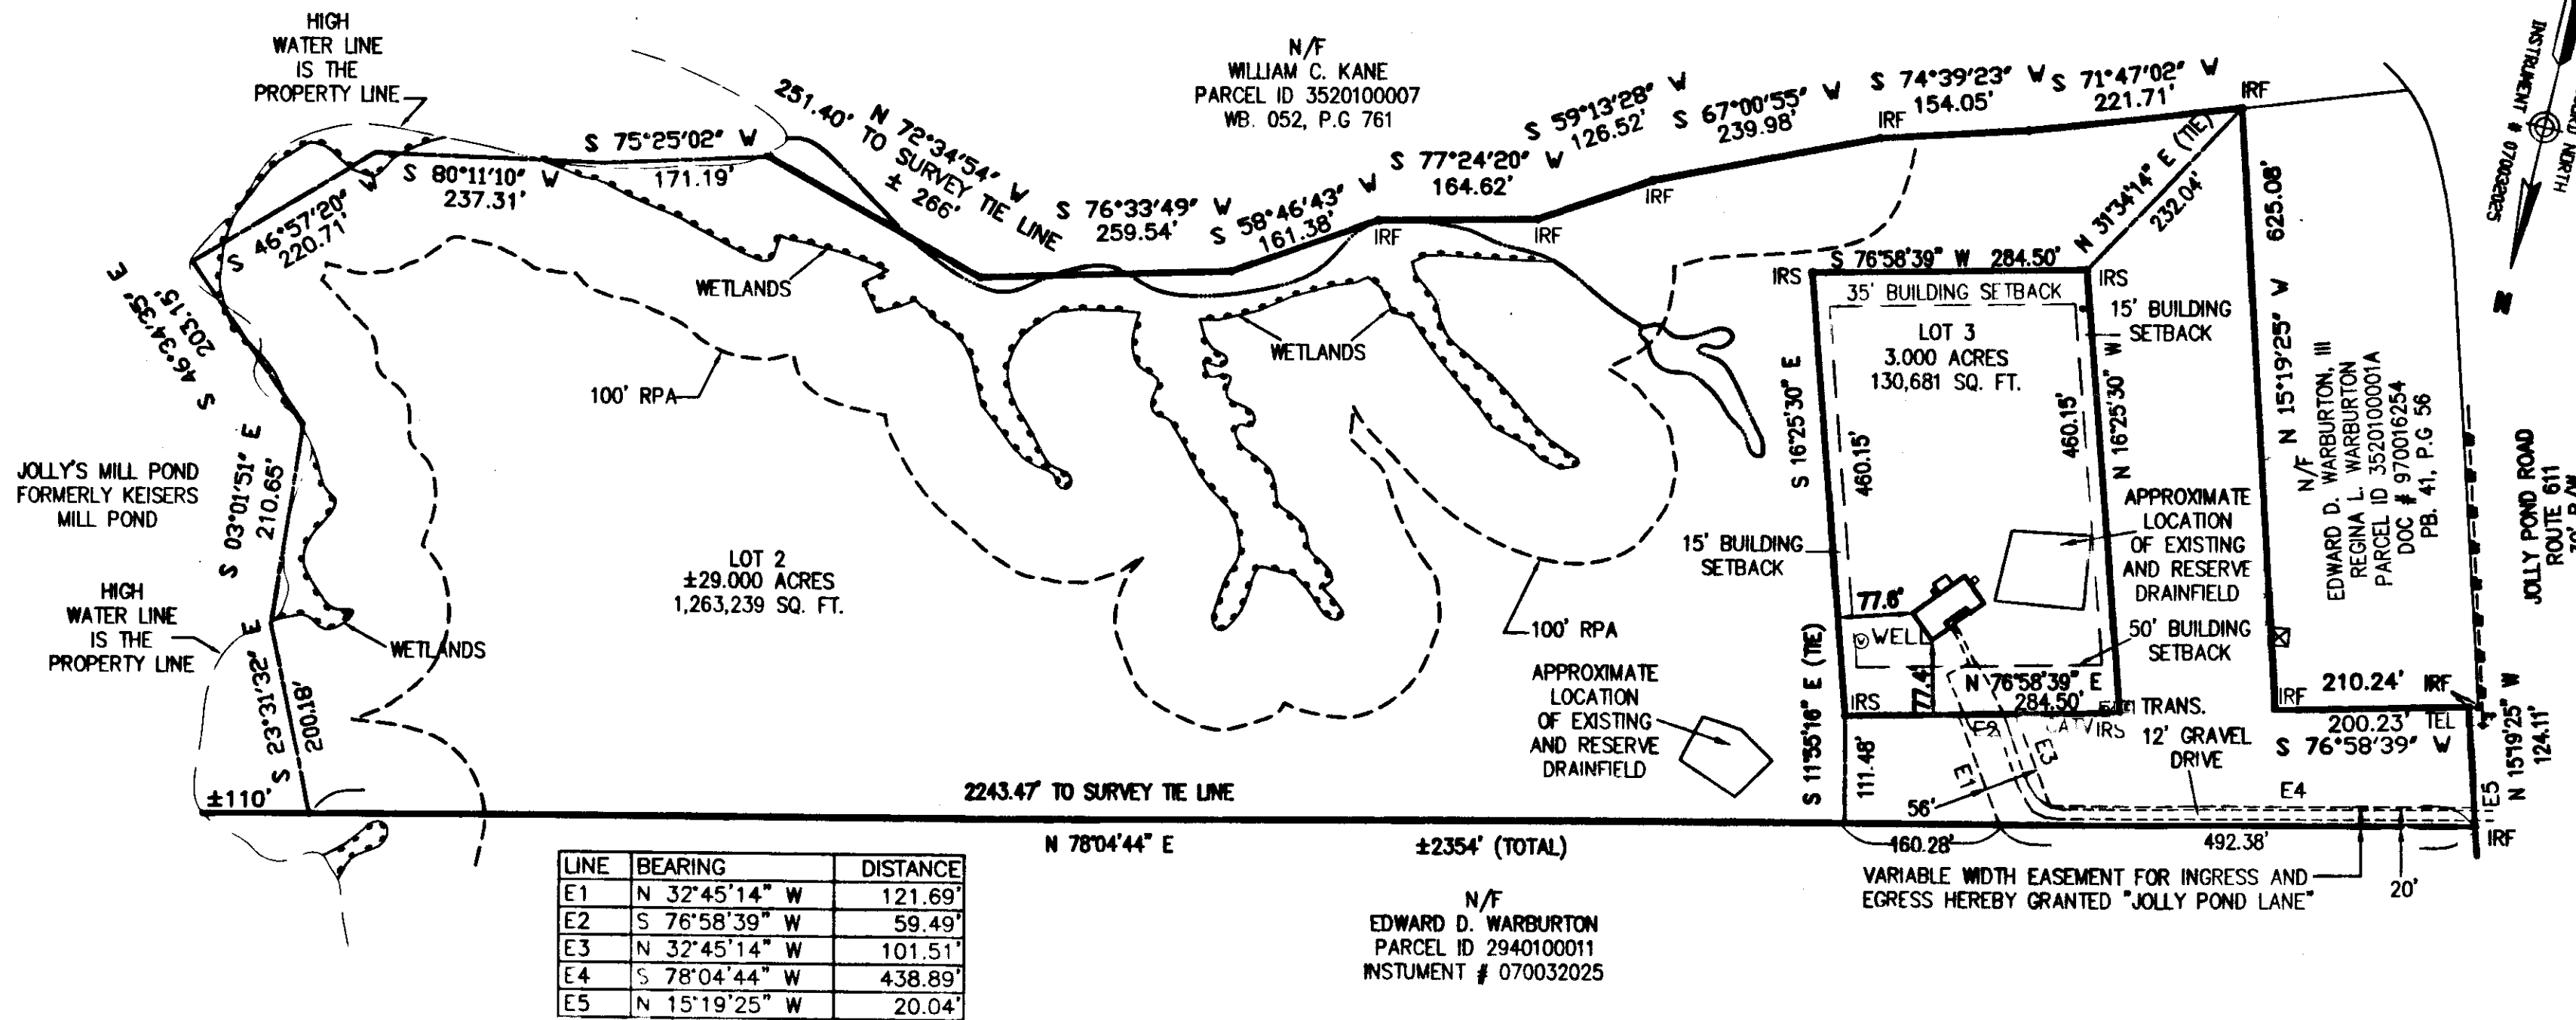 HIGH
WATER LINE
IS THE
PROPERTY LINE
N/F
WILLIAM C. KANE
PARCEL ID 3520100007
WB. 052, P.G 761
S 46°57'20" W
220.71'
S 80°11'10" W
237.31'
S 75°25'02" W
171.19'
N 72°34'54" W
251.40' TO SURVEY TIE LINE
± 266'
S 76°33'49" W
259.54'
S 58°46'43" W
161.38'
S 77°24'20" W
164.62'
S 59°13'28" W
126.52'
S 67°00'55" W
239.98'
S 74°39'23" W
154.05'
S 71°47'02" W
221.71'
IRF
IRF
IRF
IRF
IRF
N 31°34'14" E (TIE)
232.04'
NORTH
INSTRUMENT # 070032025
N
S 46°34'35" E
203.15'
S 03°01'51" E
210.65'
S 23°31'32" E
200.18'
JOLLY'S MILL POND
FORMERLY KEISERS
MILL POND
HIGH
WATER LINE
IS THE
PROPERTY LINE
WETLANDS
WETLANDS
WETLANDS
100' RPA
100' RPA
LOT 2
±29.000 ACRES
1,263,239 SQ. FT.
IRS
S 76°58'39" W 284.50'
IRS
35' BUILDING SETBACK
LOT 3
3.000 ACRES
130,681 SQ. FT.
15' BUILDING
SETBACK
S 16°25'30" E
460.15'
460.15'
N 16°25'30" W
15' BUILDING
SETBACK
APPROXIMATE
LOCATION
OF EXISTING
AND RESERVE
DRAINFIELD
50' BUILDING
SETBACK
77.6'
WELL
77.4'
N 76°58'39" E
284.50'
IRS
IRS
TRANS.
CATV
N 15°19'25" W 625.08'
N/F
EDWARD D. WARBURTON, III
REGINA L. WARBURTON
PARCEL ID 3520100001A
DOC # 970016254
PB. 41, P.G 56
JOLLY POND ROAD
ROUTE 611
30' R/W
IRF
210.24'
IRF
200.23'
TEL
S 76°58'39" W
N 15°19'25" W
124.11'
APPROXIMATE
LOCATION
OF EXISTING
AND RESERVE
DRAINFIELD
S 11°55'16" E (TIE)
111.48'
E1
E2
E3
E4
E5
56'
12' GRAVEL
DRIVE
±110'
2243.47' TO SURVEY TIE LINE
N 78°04'44" E
±2354' (TOTAL)
160.28'
492.38'
IRF
VARIABLE WIDTH EASEMENT FOR INGRESS AND
EGRESS HEREBY GRANTED "JOLLY POND LANE"
20'
N/F
EDWARD D. WARBURTON
PARCEL ID 2940100011
INSTUMENT # 070032025
LINE BEARING DISTANCE
E1 N 32°45'14" W 121.69'
E2 S 76°58'39" W 59.49'
E3 N 32°45'14" W 101.51'
E4 S 78°04'44" W 438.89'
E5 N 15°19'25" W 20.04'